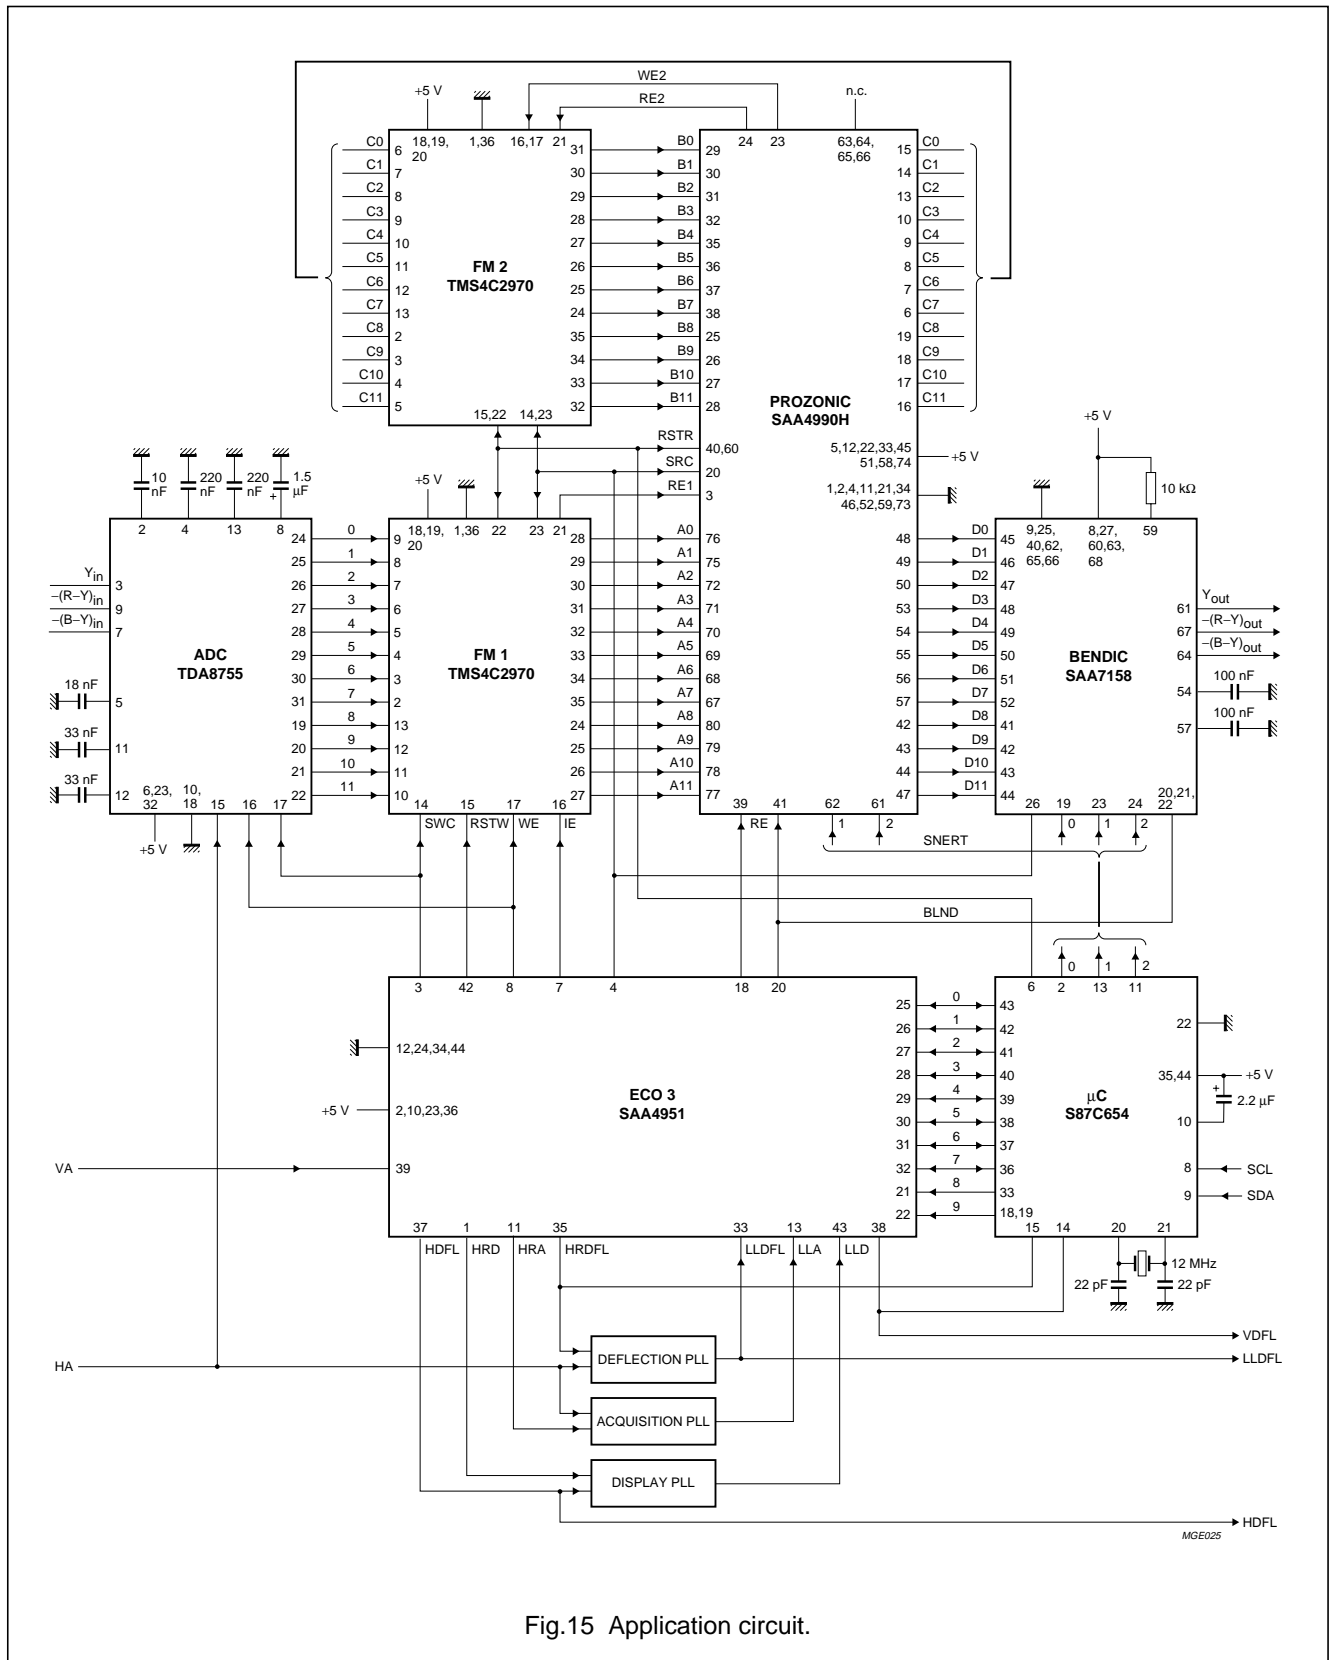 WE2
RE2
+5 V
n.c.
18,19,
20
1,36
16,17
21
24
23
63,64,
65,66
C0 6 31 B0 29 15 C0
C1 7 30 B1 30 14 C1
C2 8 29 B2 31 13 C2
C3 9 28 B3 32 10 C3
C4 10 27 B4 35 9 C4
C5 11 26 B5 36 8 C5
FM 2
TMS4C2970
C6 12 25 B6 37 7 C6
C7 13 24 B7 38 6 C7
C8 2 35 B8 25 19 C8
C9 3 34 B9 26 18 C9
C10 4 33 B10 27 17 C10
C11 5 32 B11 28 16 C11
PROZONIC
SAA4990H
15,22
14,23
RSTR 40,60
SRC 20
RE1 3
5,12,22,33,45
51,58,74
+5 V
1,2,4,11,21,34
46,52,59,73
+5 V
10 kΩ
10
nF
220
nF
220
nF
1.5
µF
+
2 4 13 8
+5 V
18,19,
20
1,36
22
23
21
9,25,
40,62,
65,66
8,27,
60,63,
68
59
24 0 9 28 A0 76 48 D0 45
25 1 8 29 A1 75 49 D1 46
26 2 7 30 A2 72 50 D2 47
27 3 6 31 A3 71 53 D3 48
28 4 5 32 A4 70 54 D4 49
29 5 4 33 A5 69 55 D5 50
30 6 3 34 A6 68 56 D6 51
31 7 2 35 A7 67 57 D7 52
19 8 13 24 A8 80 42 D8 41
20 9 12 25 A9 79 43 D9 42
21 10 11 26 A10 78 44 D10 43
22 11 10 27 A11 77 47 D11 44
Yin 3
−(R−Y)in 9
−(B−Y)in 7
ADC
TDA8755
FM 1
TMS4C2970
BENDIC
SAA7158
61 Yout
67 −(R−Y)out
64 −(B−Y)out
54 100 nF
57 100 nF
18 nF 5
33 nF 11
33 nF 12
6,23,
32
10,
18
15 16 17
+5 V
14 15 17 16
SWC RSTW WE IE
39 41 62 61
RE 1 2
SNERT
26 19 23 24
20,21,
22
0 1 2
BLND
0 1 2
3 42 8 7 4 18 20
6 2 13 11
12,24,34,44
+5 V 2,10,23,36
ECO 3
SAA4951
25 0 43
26 1 42
27 2 41
28 3 40
29 4 39
30 5 38
31 6 37
32 7 36
21 8 33
22 9 18,19
µC
S87C654
22
35,44 +5 V
+
2.2 µF
10
8 SCL
9 SDA
VA 39
37 1 11 35 33 13 43 38
HDFL HRD HRA HRDFL LLDFL LLA LLD
15 14 20 21
12 MHz
22 pF 22 pF
VDFL
HA
DEFLECTION PLL
LLDFL
ACQUISITION PLL
DISPLAY PLL
HDFL
MGE025
Fig.15 Application circuit.